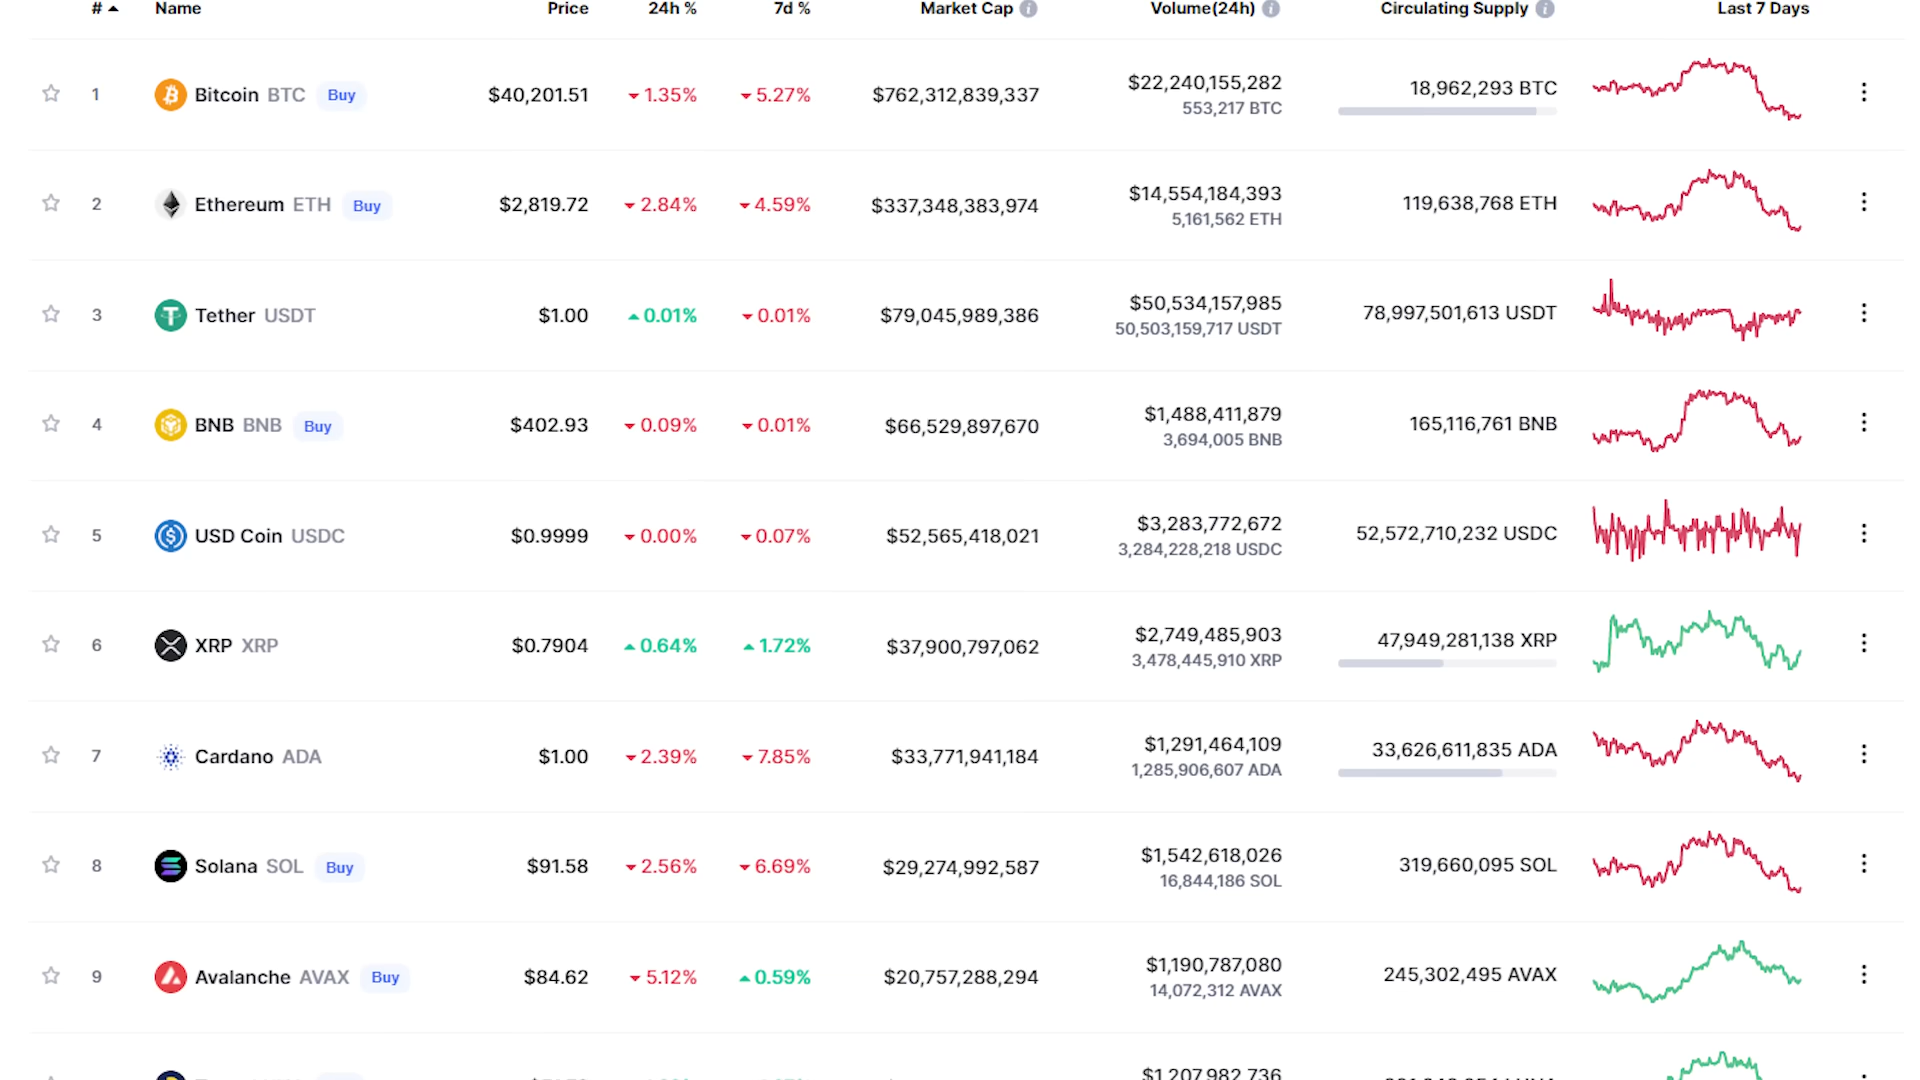 # Name Price 24h % 7d % Market Cap Volume(24h) Circulating Supply Last 7 Days
1 Bitcoin BTC Buy $40,201.51 1.35% 5.27% $762,312,839,337 $22,240,155,282 18,962,293 BTC
553,217 BTC
2 Ethereum ETH Buy $2,819.72 2.84% 4.59% $337,348,383,974 $14,554,184,393 119,638,768 ETH
5,161,562 ETH
3 Tether USDT $1.00 0.01% 0.01% $79,045,989,386 $50,534,157,985 78,997,501,613 USDT
50,503,159,717 USDT
4 BNB BNB Buy $402.93 0.09% 0.01% $66,529,897,670 $1,488,411,879 165,116,761 BNB
3,694,005 BNB
5 USD Coin USDC $0.9999 0.00% 0.07% $52,565,418,021 $3,283,772,672 52,572,710,232 USDC
3,284,228,218 USDC
6 XRP XRP $0.7904 0.64% 1.72% $37,900,797,062 $2,749,485,903 47,949,281,138 XRP
3,478,445,910 XRP
7 Cardano ADA $1.00 2.39% 7.85% $33,771,941,184 $1,291,464,109 33,626,611,835 ADA
1,285,906,607 ADA
8 Solana SOL Buy $91.58 2.56% 6.69% $29,274,992,587 $1,542,618,026 319,660,095 SOL
16,844,186 SOL
9 Avalanche AVAX Buy $84.62 5.12% 0.59% $20,757,288,294 $1,190,787,080 245,302,495 AVAX
14,072,312 AVAX
$1,207,982,736